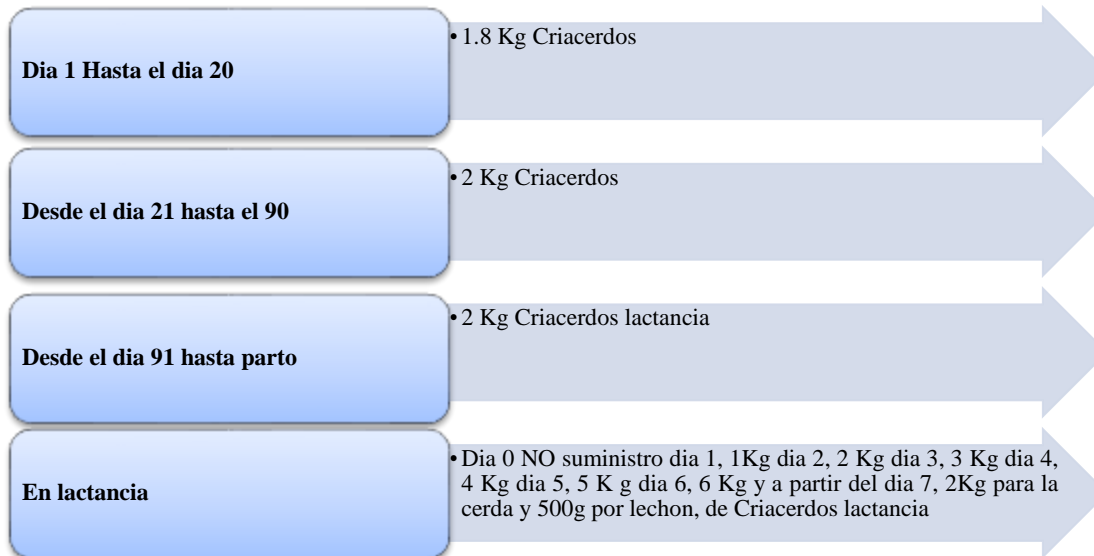 Dia 1 Hasta el dia 20
• 1.8 Kg Criacerdos
Desde el dia 21 hasta el 90
• 2 Kg Criacerdos
Desde el dia 91 hasta parto
• 2 Kg Criacerdos lactancia
En lactancia
• Dia 0 NO suministro dia 1, 1Kg dia 2, 2 Kg dia 3, 3 Kg dia 4,
4 Kg dia 5, 5 K g dia 6, 6 Kg y a partir del dia 7, 2Kg para la
cerda y 500g por lechon, de Criacerdos lactancia